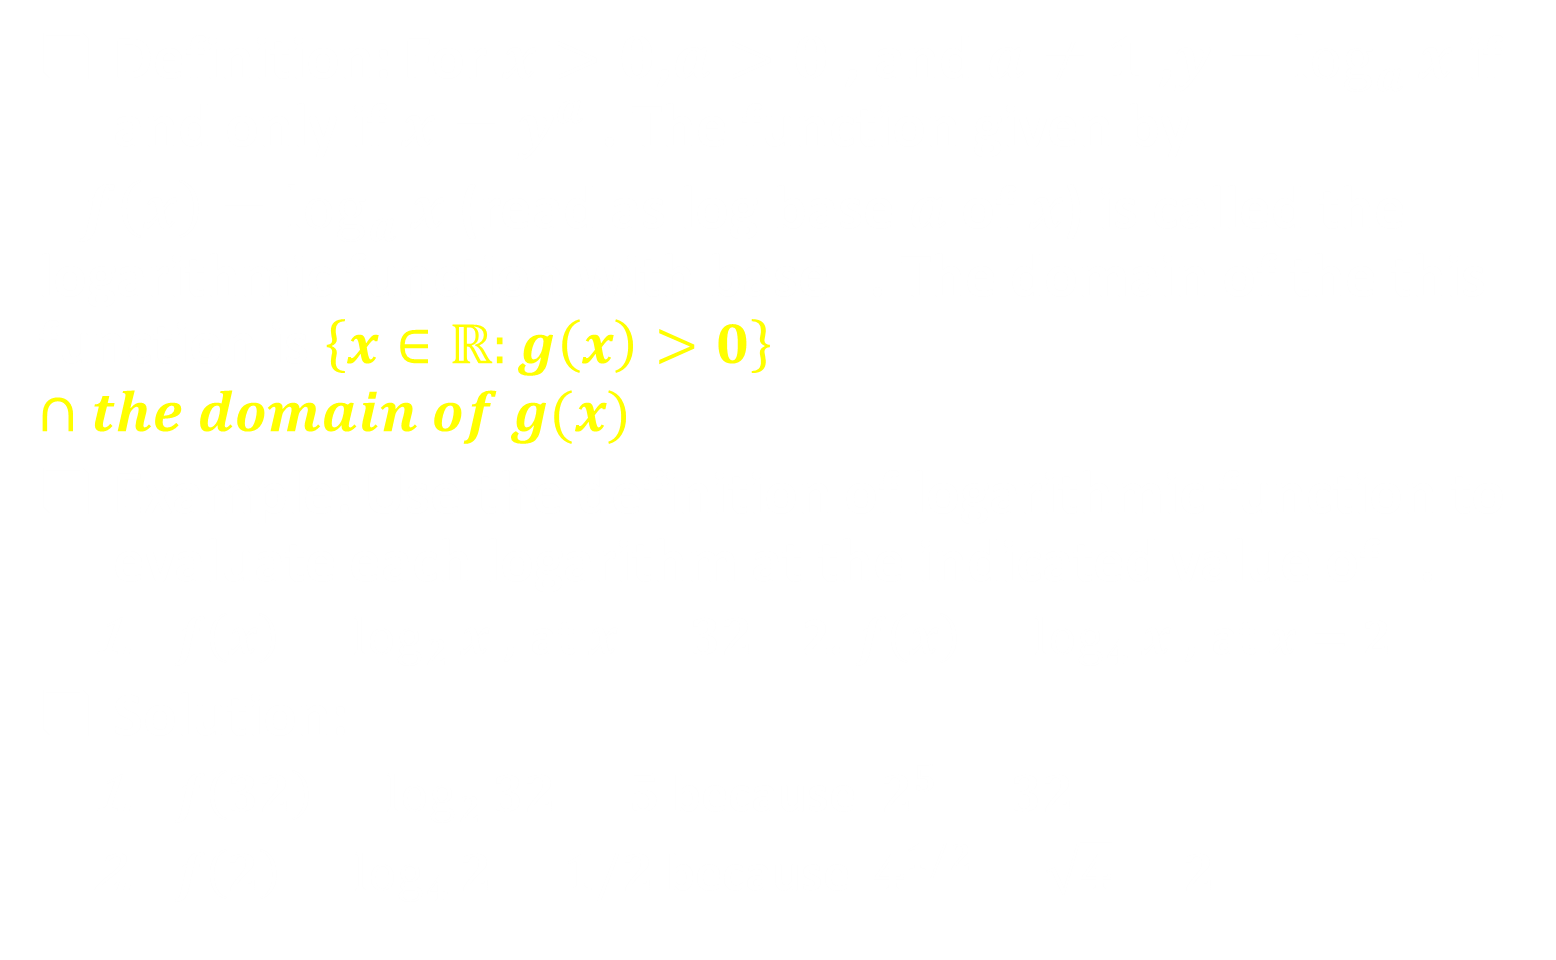 {x ∈ ℝ: g(x) > 0}
∩ the domain of g(x)